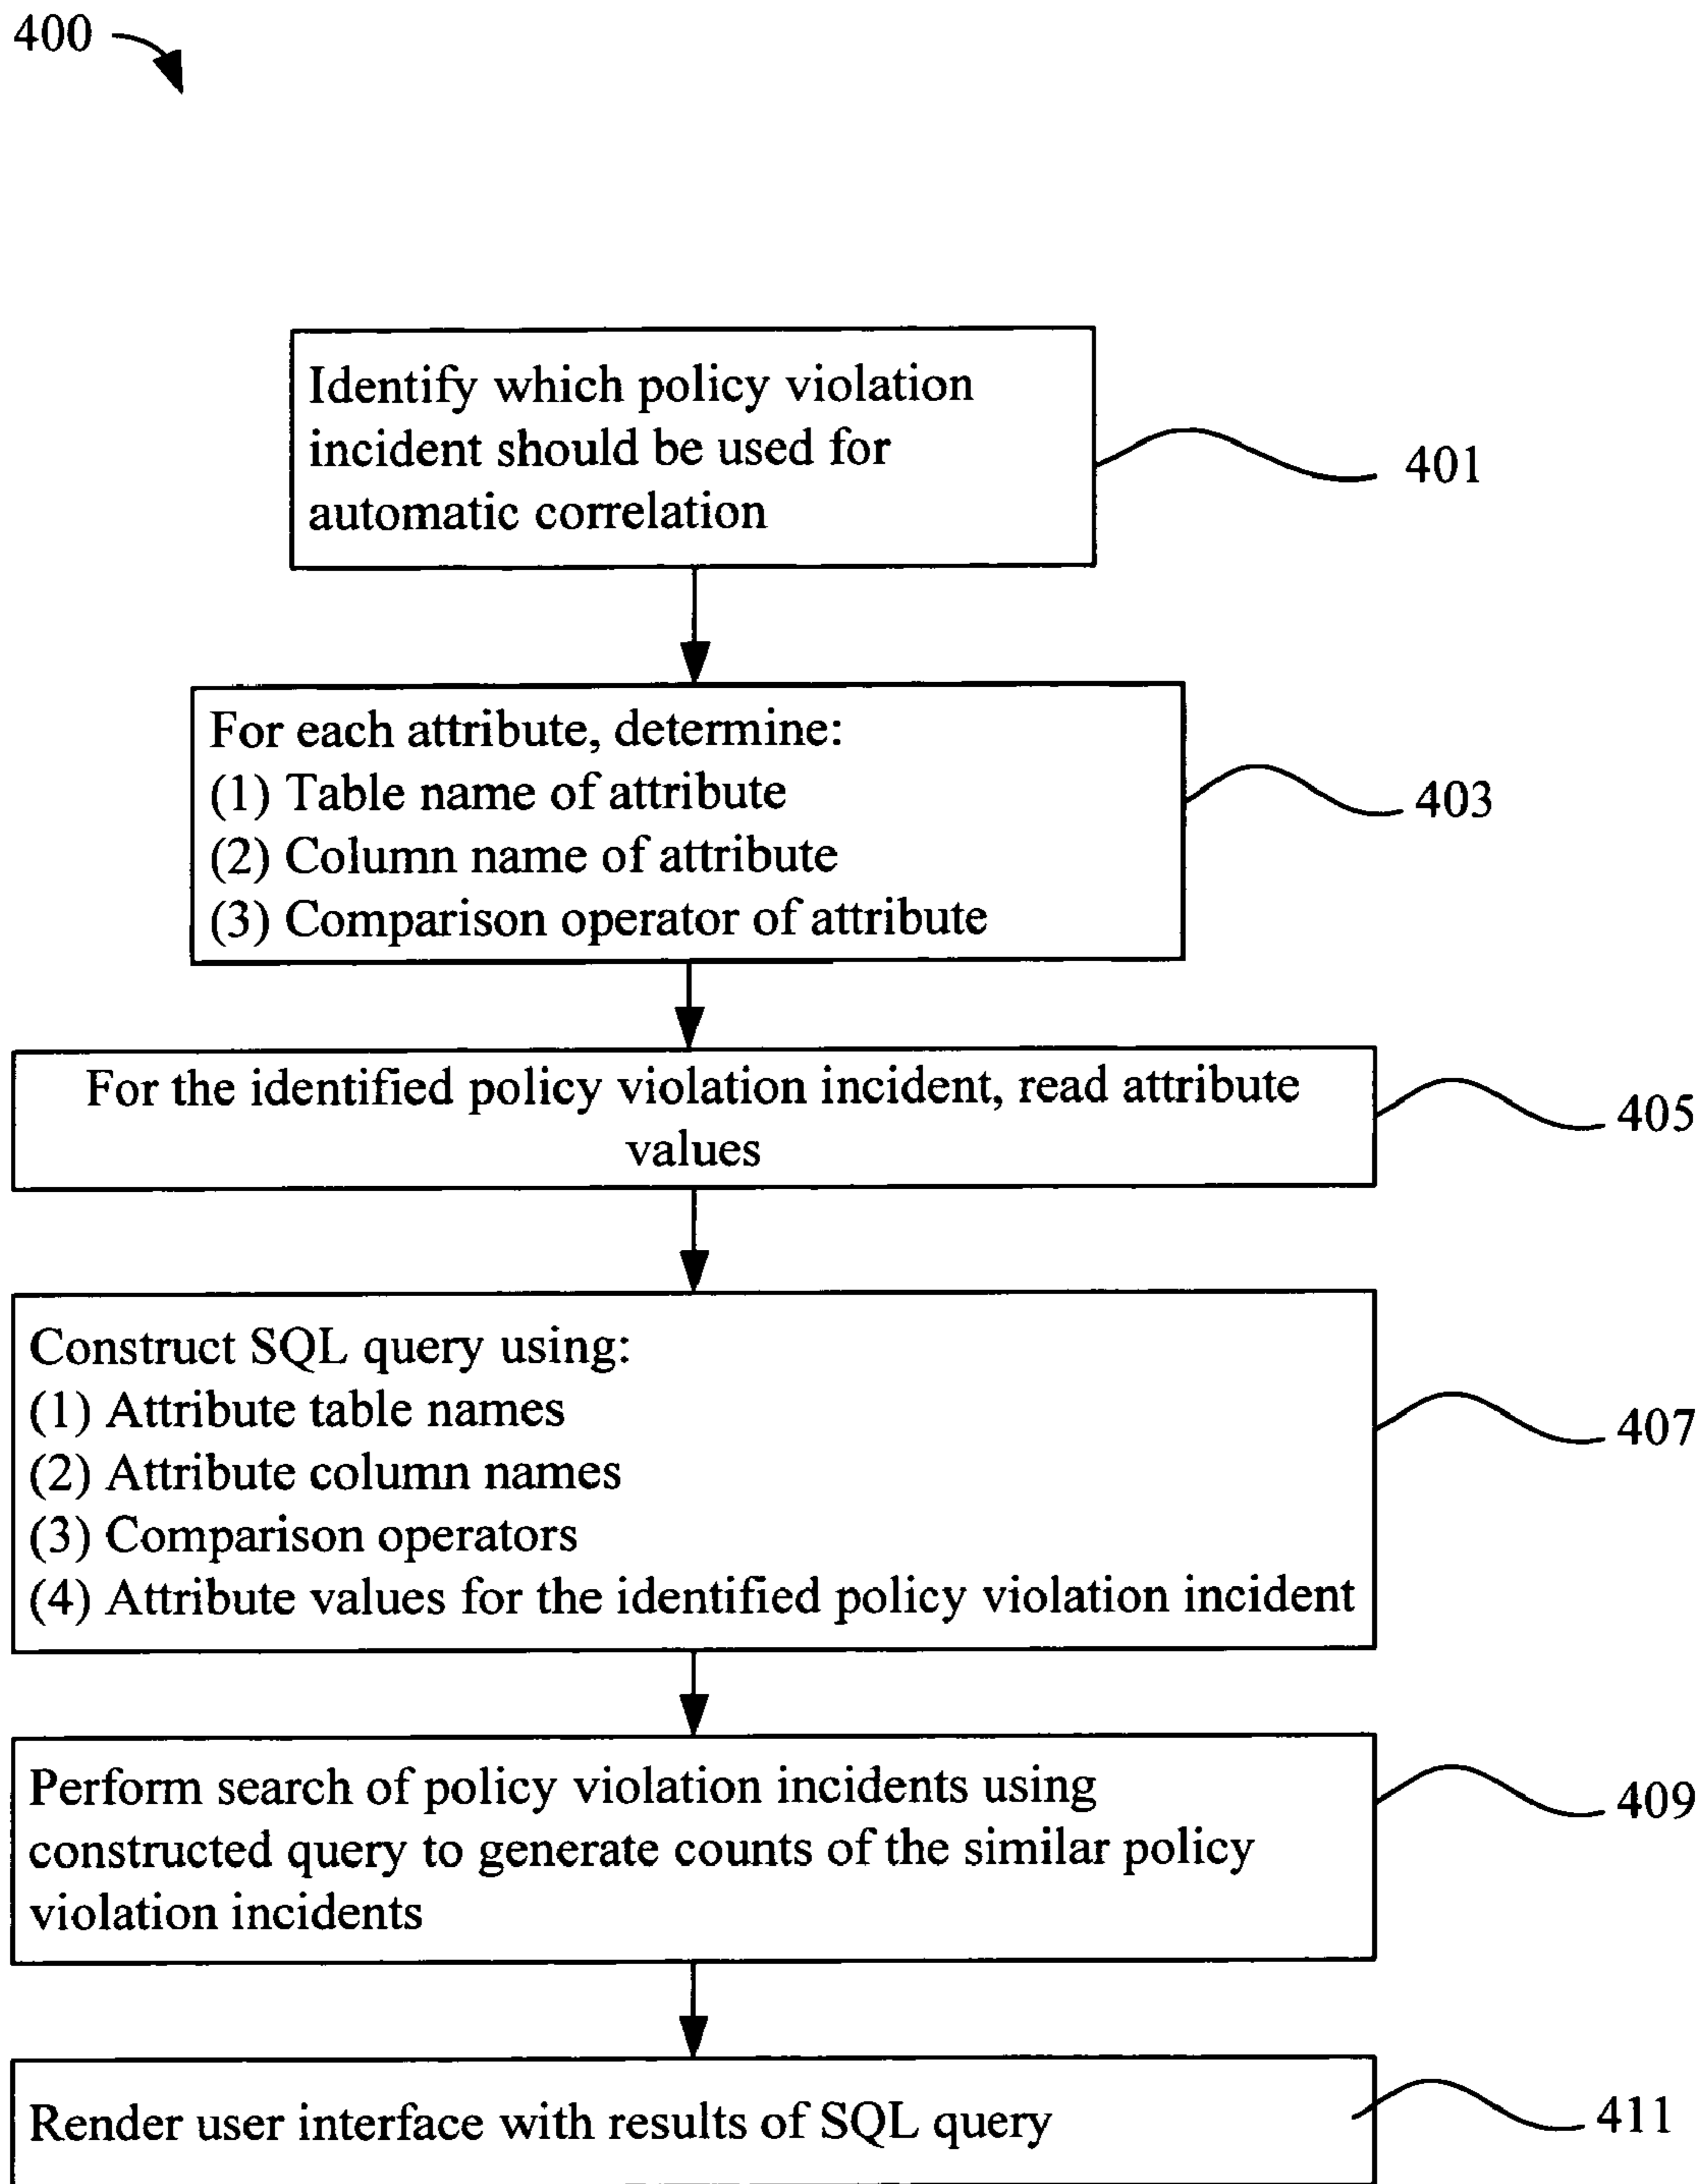 400
Identify which policy violation
incident should be used for
automatic correlation
401
For each attribute, determine:
(1) Table name of attribute
(2) Column name of attribute
(3) Comparison operator of attribute
403
For the identified policy violation incident, read attribute
values
405
Construct SQL query using:
(1) Attribute table names
(2) Attribute column names
(3) Comparison operators
(4) Attribute values for the identified policy violation incident
407
Perform search of policy violation incidents using
constructed query to generate counts of the similar policy
violation incidents
409
Render user interface with results of SQL query
411